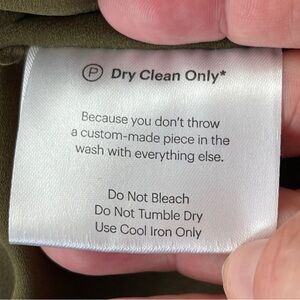 Ⓟ Dry Clean Only*
Because you don't throw
a custom-made piece in the
wash with everything else.
Do Not Bleach
Do Not Tumble Dry
Use Cool Iron Only